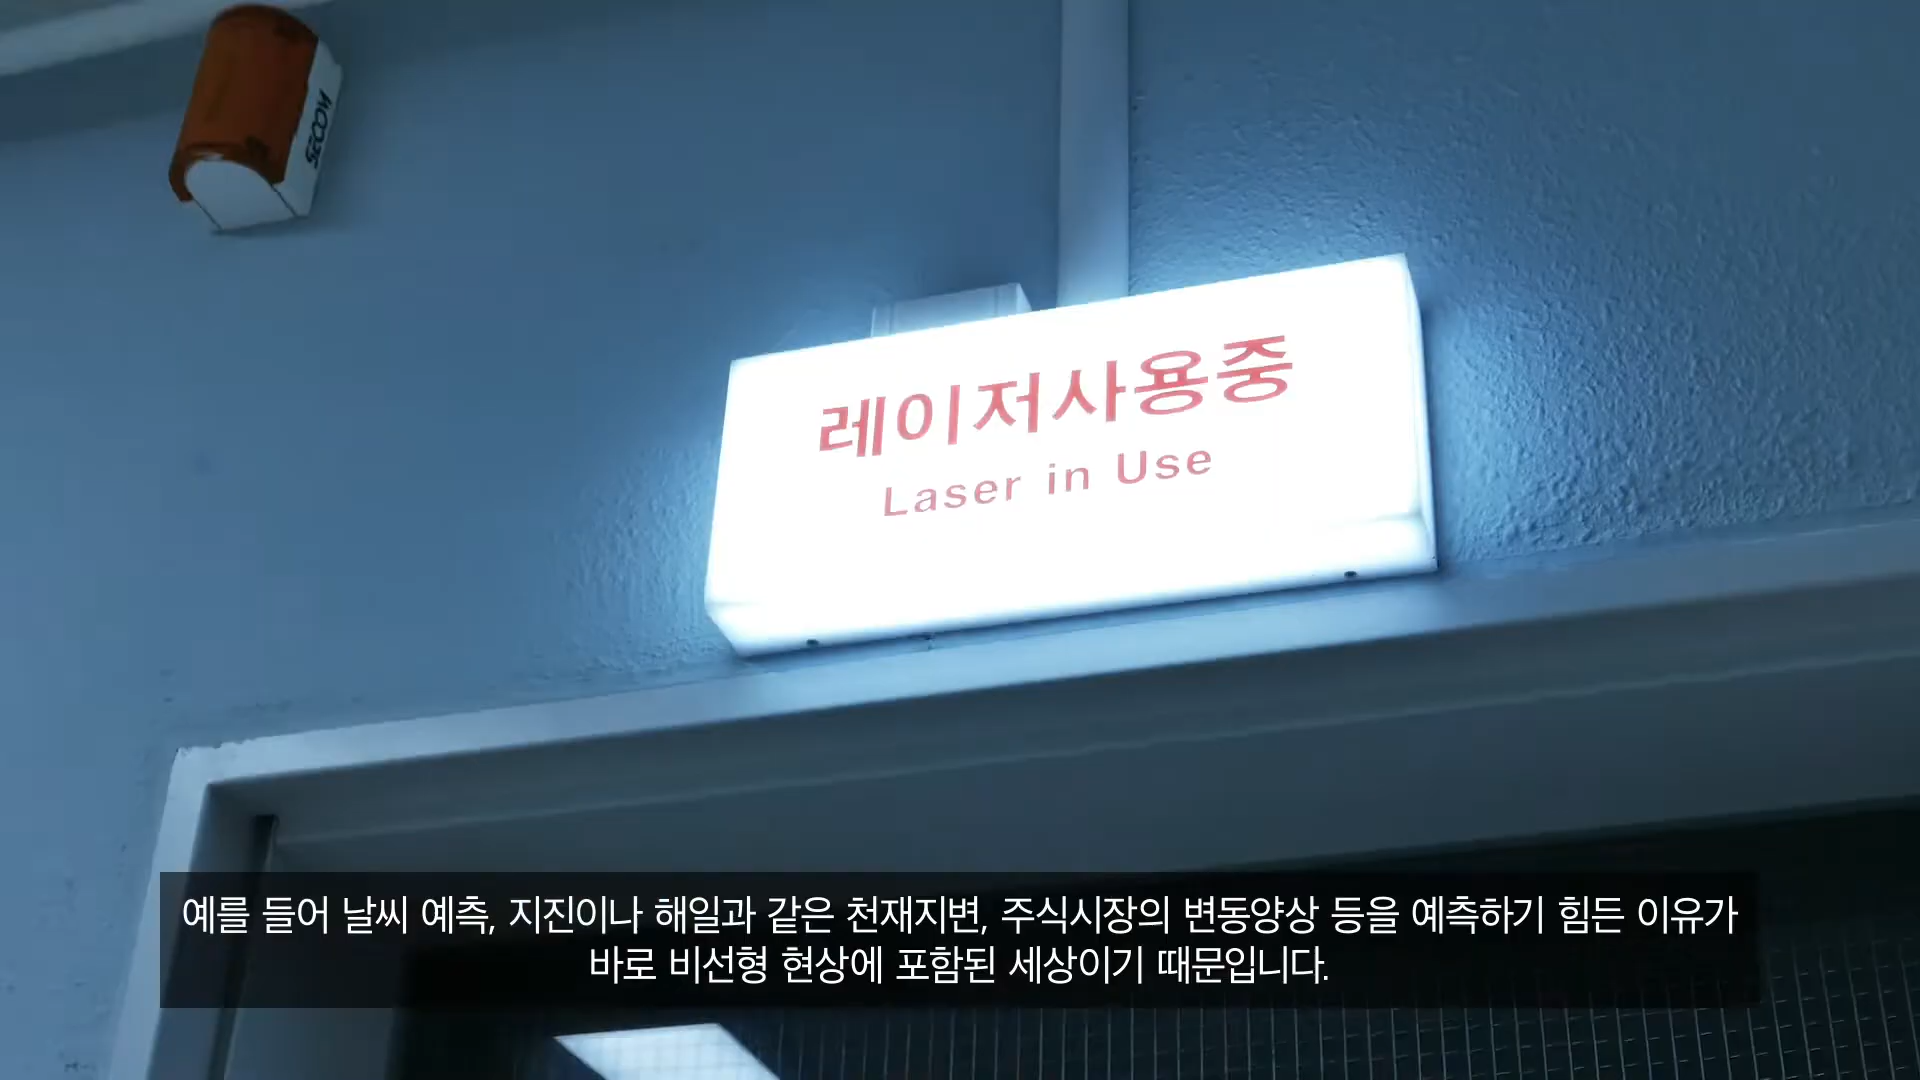 레이저사용중
Laser in Use
예를 들어 날씨 예측, 지진이나 해일과 같은 천재지변, 주식시장의 변동양상 등을 예측하기 힘든 이유가
바로 비선형 현상에 포함된 세상이기 때문입니다.